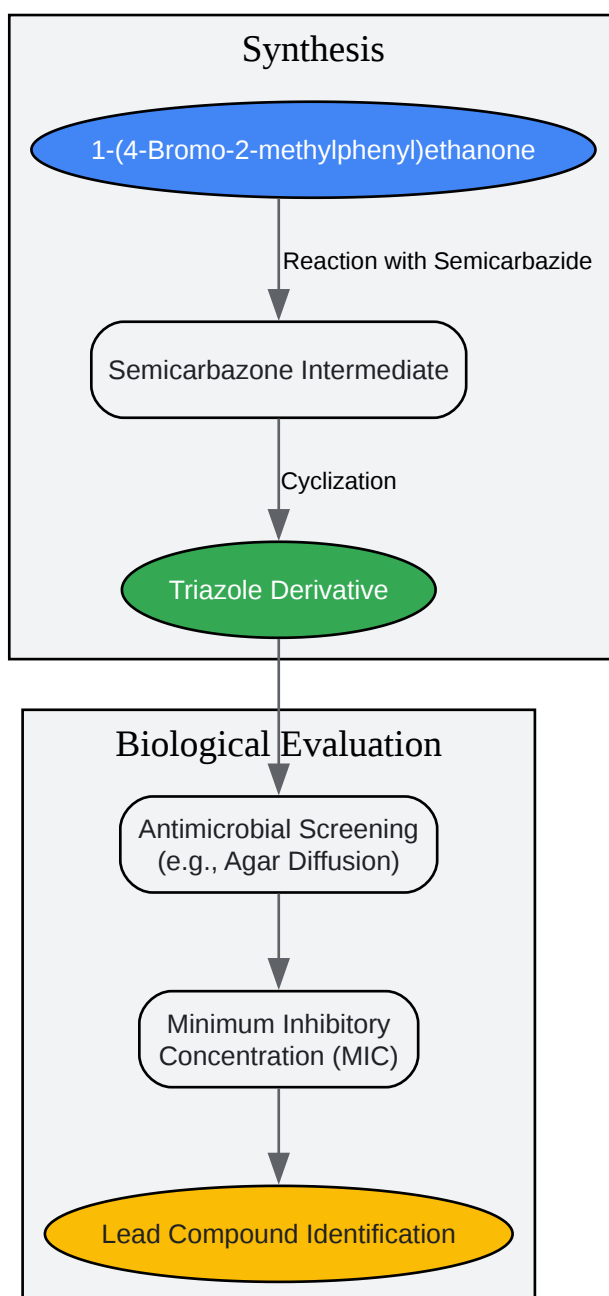 Synthesis
1-(4-Bromo-2-methylphenyl)ethanone
Reaction with Semicarbazide
Semicarbazone Intermediate
Cyclization
Triazole Derivative
Biological Evaluation
Antimicrobial Screening
(e.g., Agar Diffusion)
Minimum Inhibitory
Concentration (MIC)
Lead Compound Identification